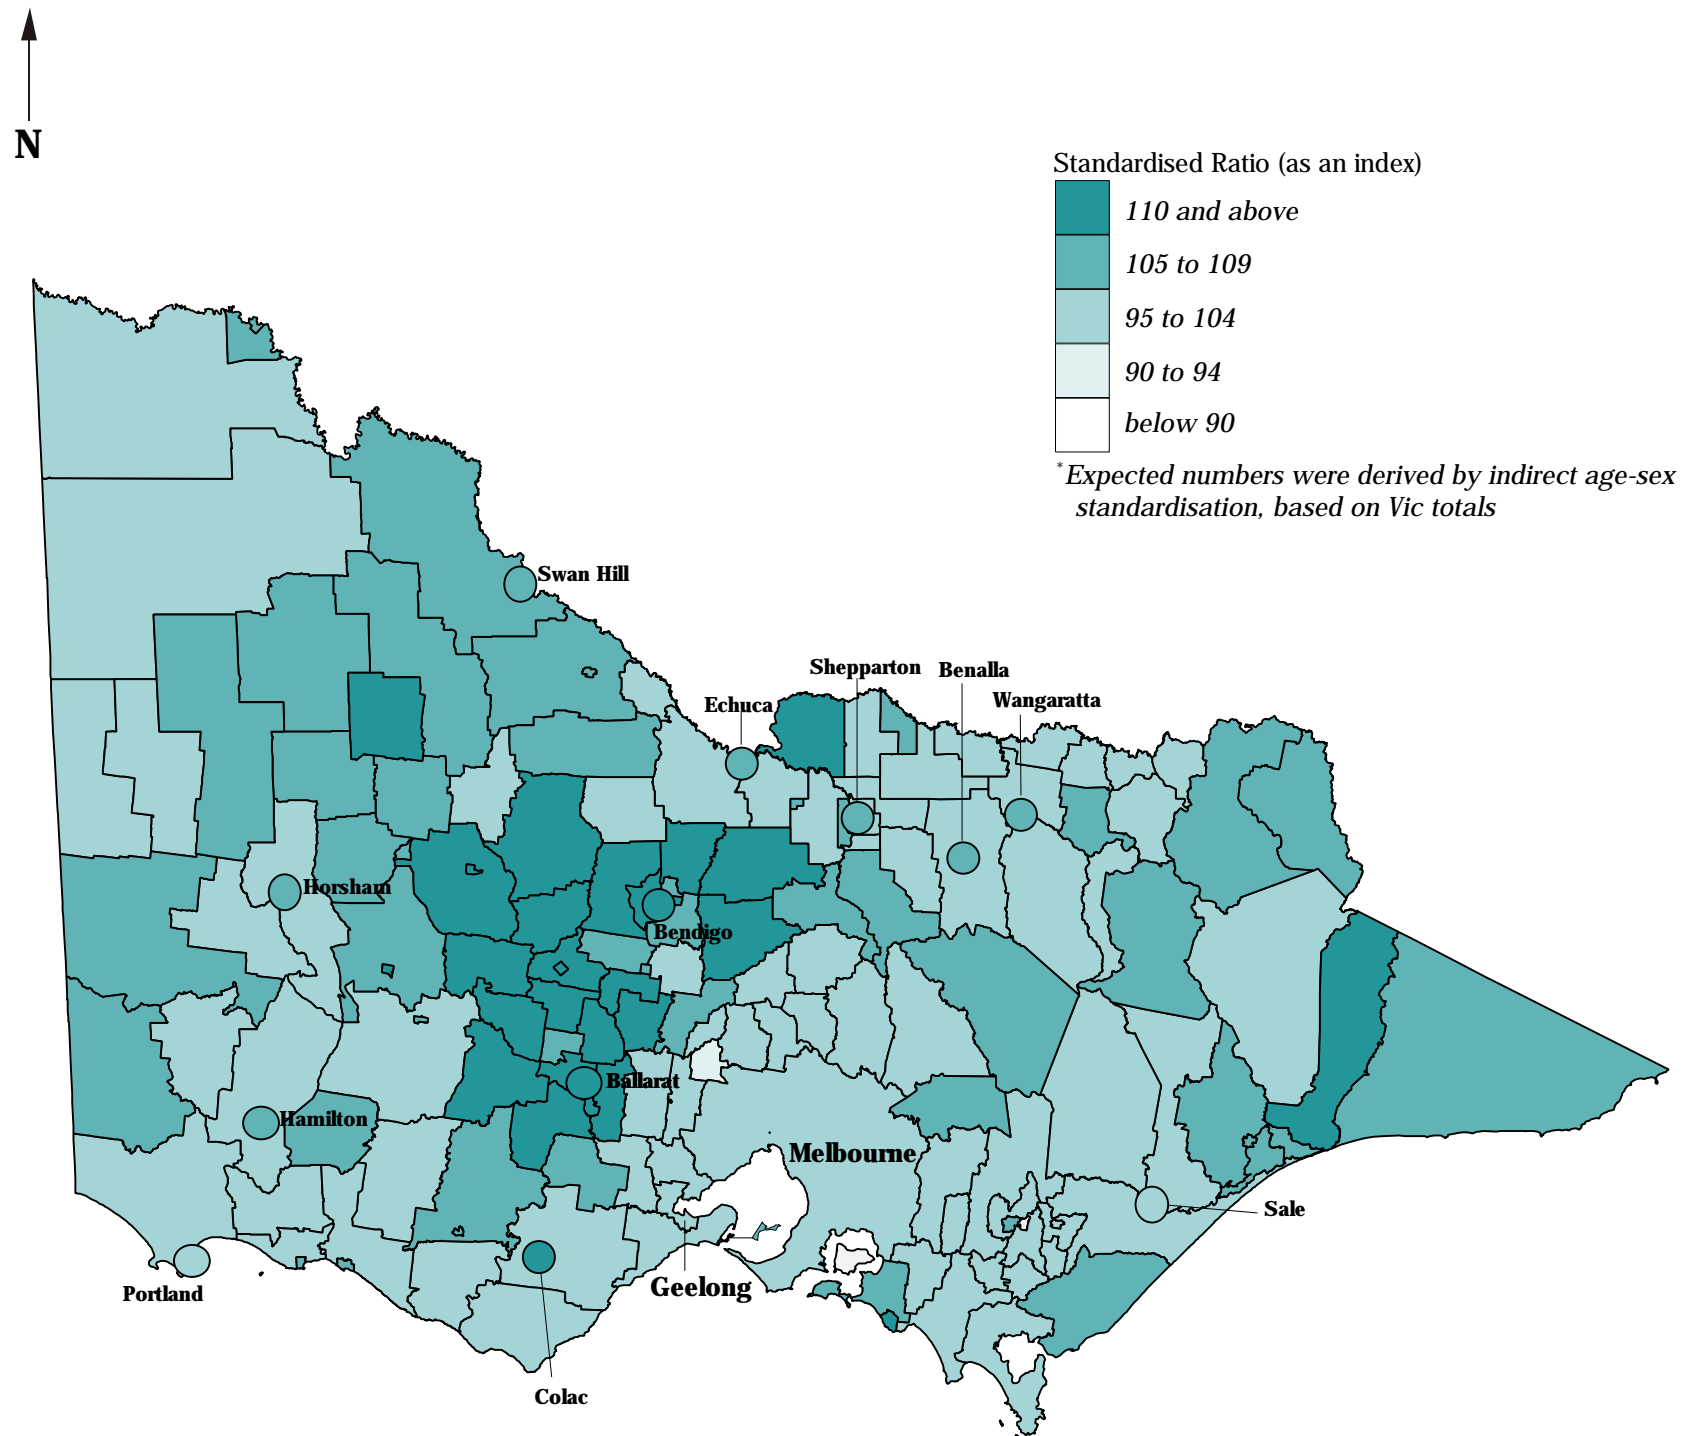 N
Standardised Ratio (as an index)
110 and above
105 to 109
95 to 104
90 to 94
below 90
*Expected numbers were derived by indirect age-sex
standardisation, based on Vic totals
Swan Hill
Shepparton
Benalla
Echuca
Wangaratta
Horsham
Bendigo
Ballarat
Hamilton
Melbourne
Sale
Portland
Geelong
Colac